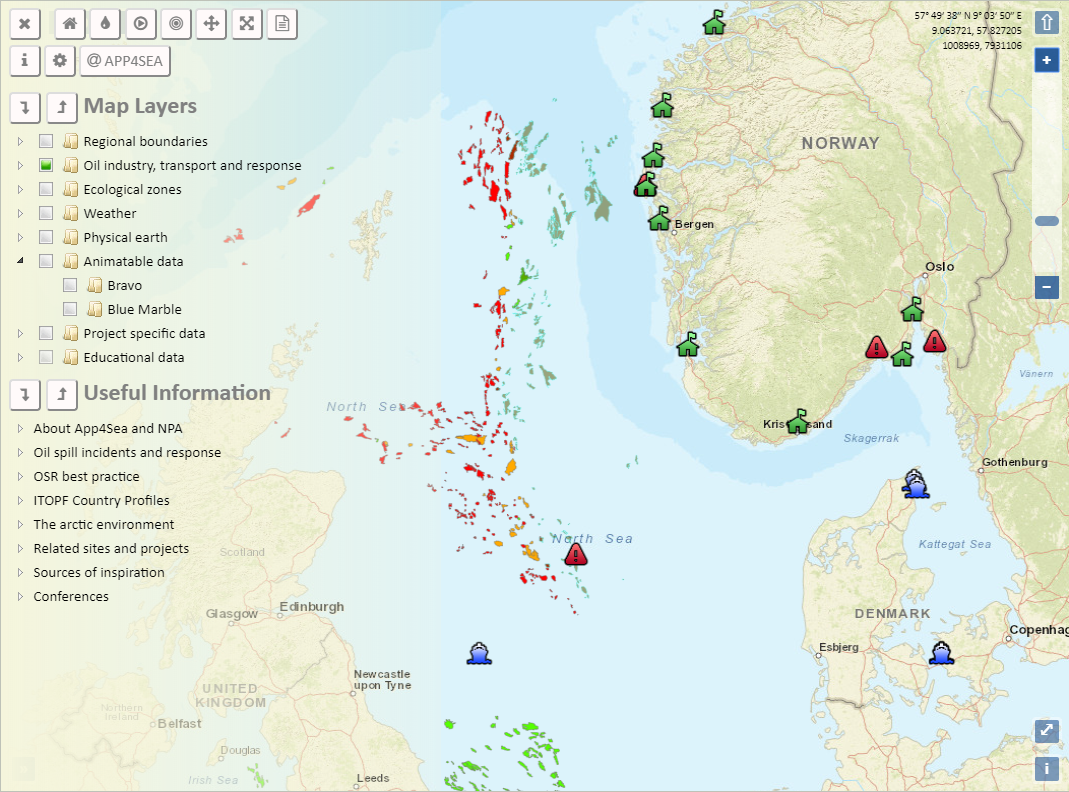 57° 49′ 38″ N 9° 03′ 50″ E
9.063721, 57.827205
1008969, 7931106
i
@ APP4SEA
Map Layers
Regional boundaries
Oil industry, transport and response
Ecological zones
Weather
Physical earth
Animatable data
Bravo
Blue Marble
Project specific data
Educational data
Useful Information
About App4Sea and NPA
Oil spill incidents and response
OSR best practice
ITOPF Country Profiles
The arctic environment
Related sites and projects
Sources of inspiration
Conferences
NORWAY
Bergen
Oslo
Vänern
North Sea
Skagerrak
Gothenburg
North Sea
Kattegat Sea
Scotland
Glasgow
Edinburgh
DENMARK
Copenhag
Esbjerg
Newcastle
upon Tyne
UNITED
KINGDOM
Northern
Ireland
Belfast
Douglas
Irish Sea
Leeds
i